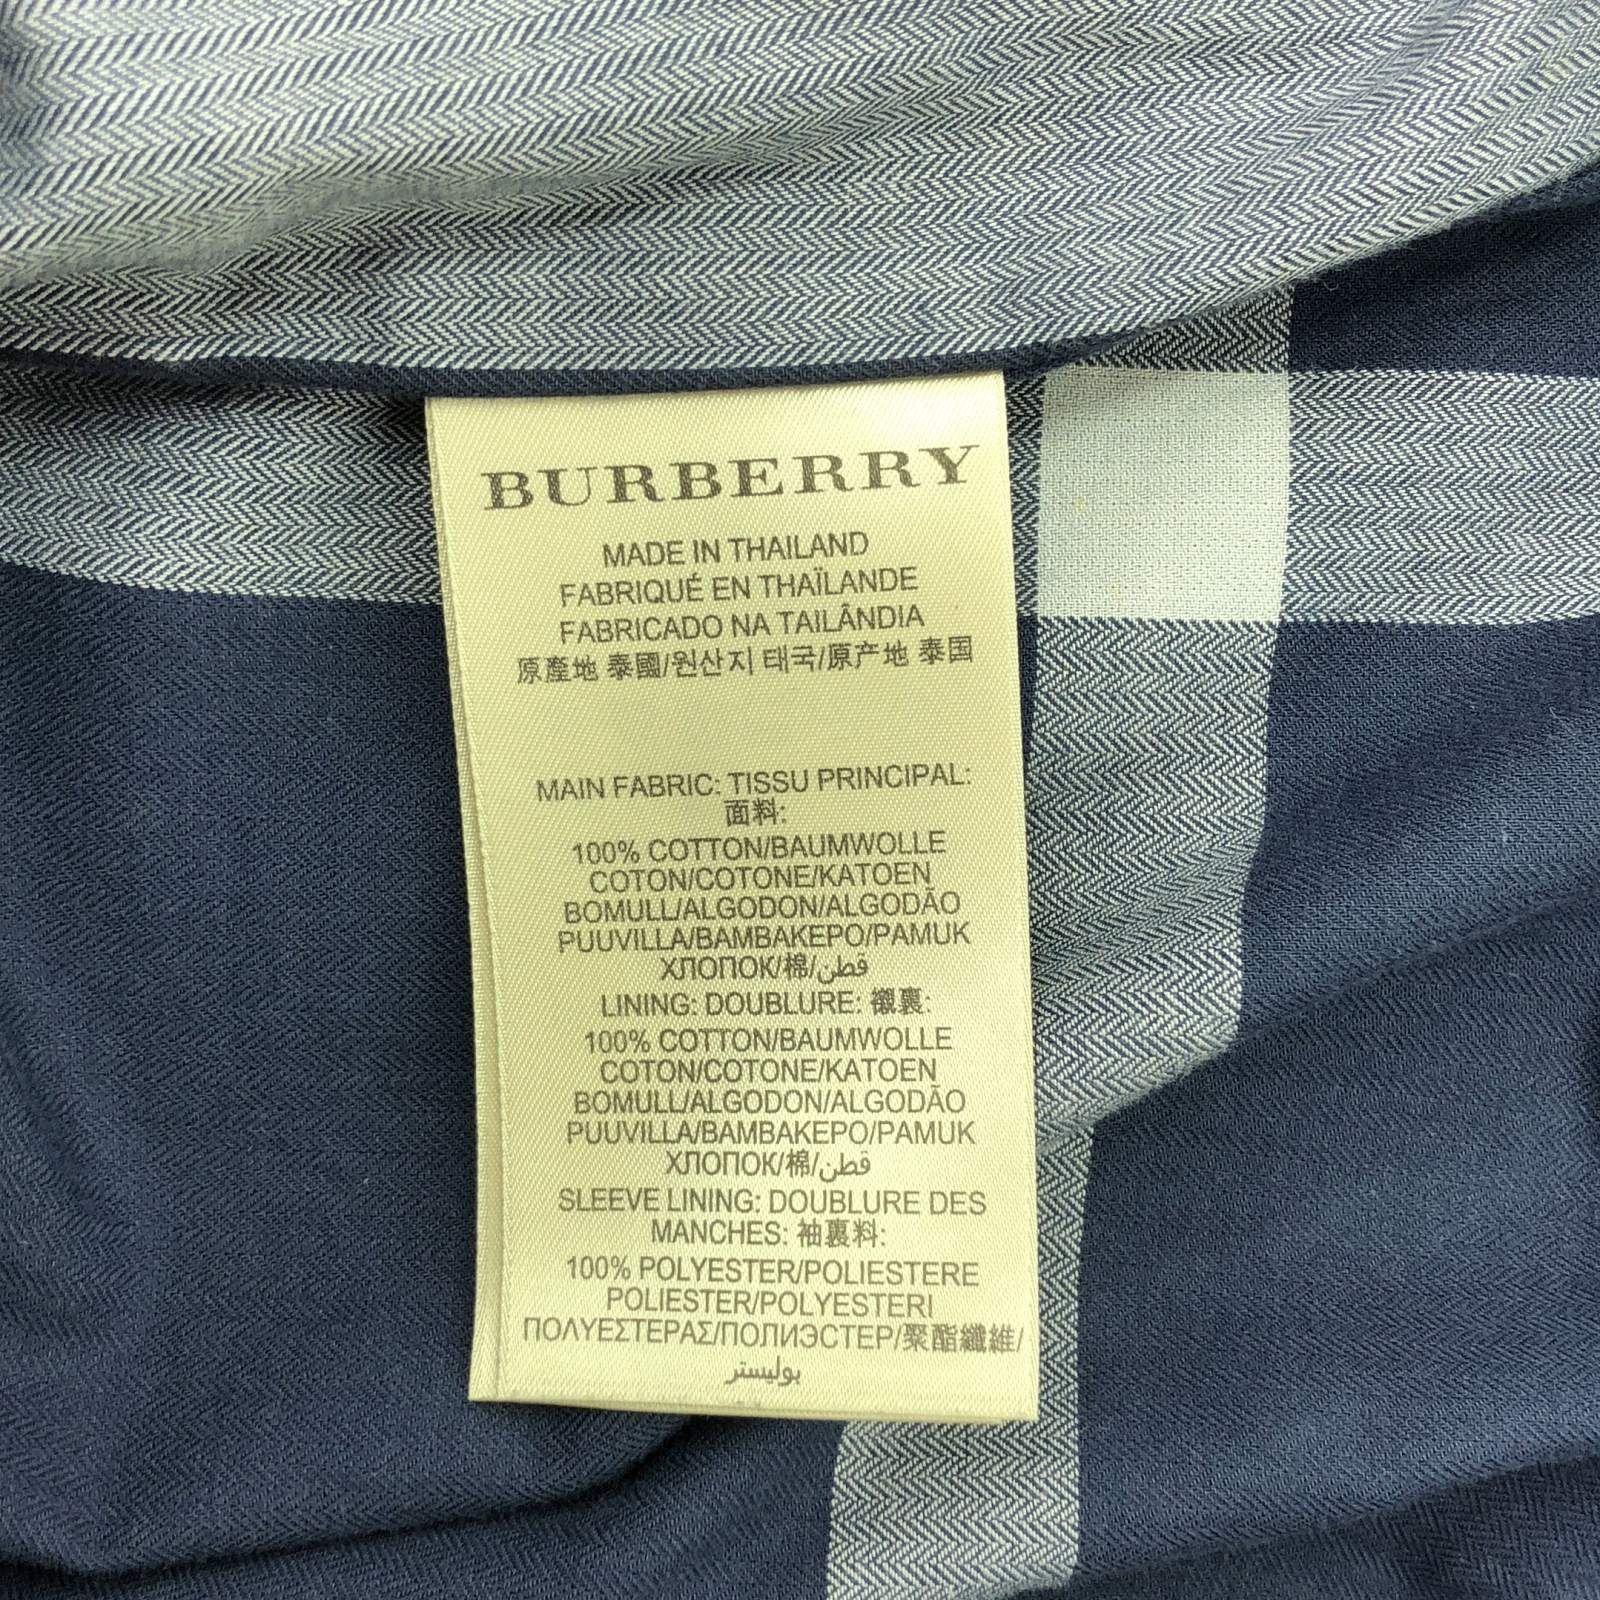 BURBERRY
MADE IN THAILAND
FABRIQUÉ EN THAÏLANDE
FABRICADO NA TAILÂNDIA
原產地 泰國/원산지 태국/原产地 泰国
MAIN FABRIC: TISSU PRINCIPAL:
面料:
100% COTTON/BAUMWOLLE
COTON/COTONE/KATOEN
BOMULL/ALGODON/ALGODÃO
PUUVILLA/BAMBAKEPO/PAMUK
ХЛОПОК/棉/قطن
LINING: DOUBLURE: 襯裏:
100% COTTON/BAUMWOLLE
COTON/COTONE/KATOEN
BOMULL/ALGODON/ALGODÃO
PUUVILLA/BAMBAKEPO/PAMUK
ХЛОПОК/棉/قطن
SLEEVE LINING: DOUBLURE DES
MANCHES: 袖裏料:
100% POLYESTER/POLIESTERE
POLIESTER/POLYESTERI
ΠΟΛΥΕΣΤΕΡΑΣ/ПОЛИЭСТЕР/聚酯纖維/
بوليستر